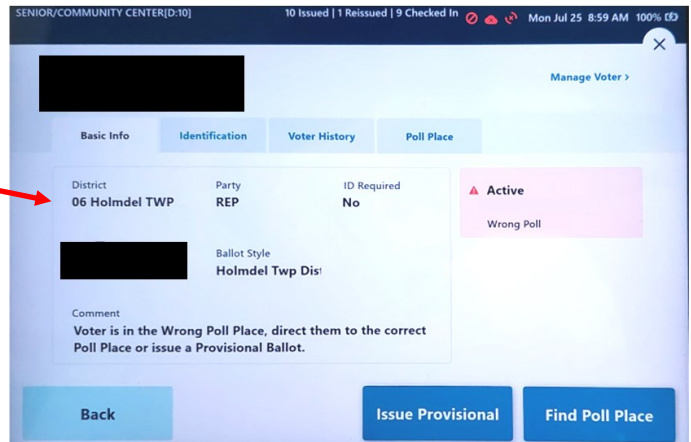 SENIOR/COMMUNITY CENTER[D:10] 10 Issued | 1 Reissued | 9 Checked In Mon Jul 25 8:59 AM 100%
Manage Voter >
Basic Info Identification Voter History Poll Place
District Party ID Required
06 Holmdel TWP REP No
Active
Wrong Poll
Ballot Style
Holmdel Twp Dist
Comment
Voter is in the Wrong Poll Place, direct them to the correct
Poll Place or issue a Provisional Ballot.
Back Issue Provisional Find Poll Place